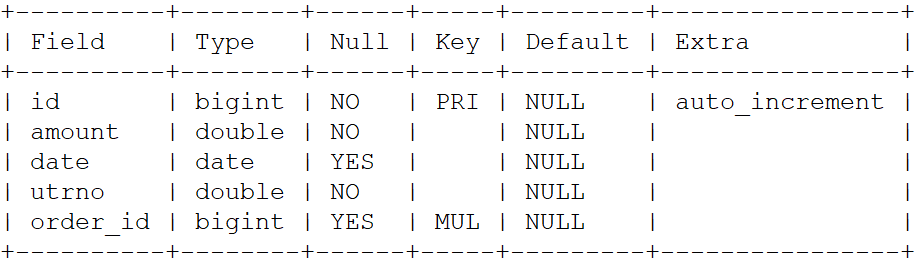 +----------+--------+------+-----+---------+----------------+
| Field    | Type   | Null | Key | Default | Extra          |
+----------+--------+------+-----+---------+----------------+
| id       | bigint | NO   | PRI | NULL    | auto_increment |
| amount   | double | NO   |     | NULL    |                |
| date     | date   | YES  |     | NULL    |                |
| utrno    | double | NO   |     | NULL    |                |
| order_id | bigint | YES  | MUL | NULL    |                |
+----------+--------+------+-----+---------+----------------+